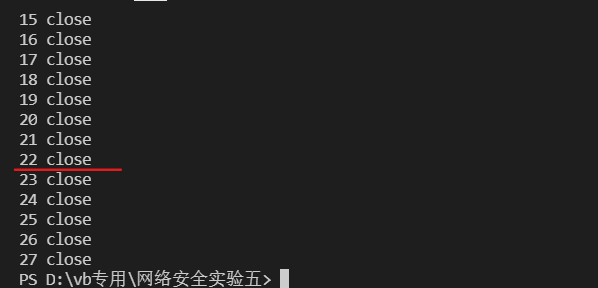 15 close
16 close
17 close
18 close
19 close
20 close
21 close
22 close
23 close
24 close
25 close
26 close
27 close
PS D:\vb专用\网络安全实验五>